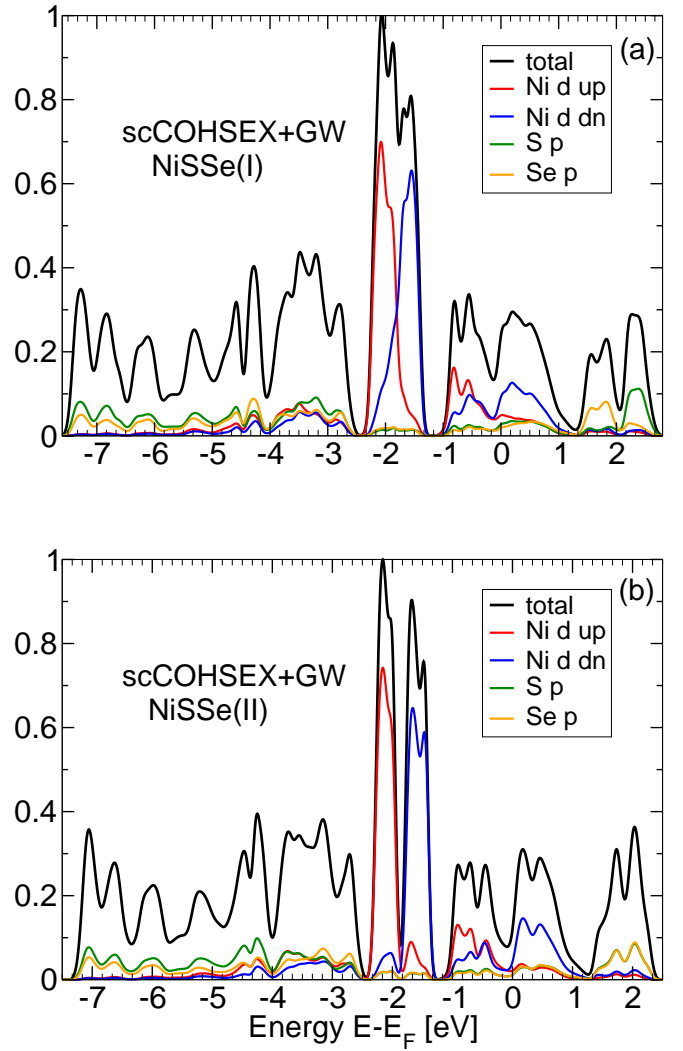 1
(a)
total
Ni d up
Ni d dn
S p
Se p
0.8
scCOHSEX+GW
NiSSe(I)
0.6
0.4
0.2
0
-7 -6 -5 -4 -3 -2 -1 0 1 2
1
(b)
total
Ni d up
Ni d dn
S p
Se p
0.8
scCOHSEX+GW
NiSSe(II)
0.6
0.4
0.2
0
-7 -6 -5 -4 -3 -2 -1 0 1 2
Energy E-E_F [eV]